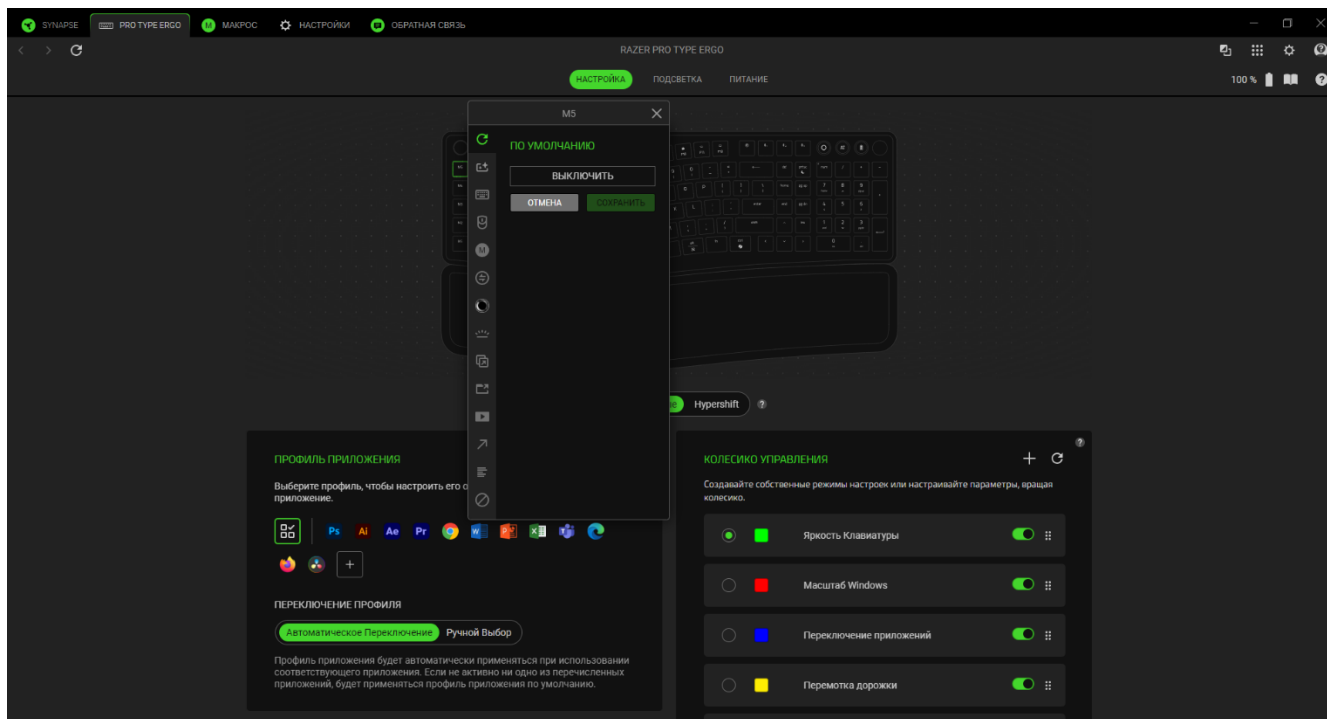 SYNAPSE
PRO TYPE ERGO
M
МАКРОС
НАСТРОЙКИ
ОБРАТНАЯ СВЯЗЬ
RAZER PRO TYPE ERGO
НАСТРОЙКА
ПОДСВЕТКА
ПИТАНИЕ
100 %
M5
ПО УМОЛЧАНИЮ
ВЫКЛЮЧИТЬ
ОТМЕНА
СОХРАНИТЬ
M
Hypershift
?
ПРОФИЛЬ ПРИЛОЖЕНИЯ
Выберите профиль, чтобы настроить его
приложение.
Ps
Ai
Ae
Pr
ПЕРЕКЛЮЧЕНИЕ ПРОФИЛЯ
Автоматическое Переключение
Ручной Выбор
Профиль приложения будет автоматически применяться при использовании
соответствующего приложения. Если не активно ни одно из перечисленных
приложений, будет применяться профиль приложения по умолчанию.
КОЛЕСИКО УПРАВЛЕНИЯ
?
Создавайте собственные режимы настроек или настраивайте параметры, вращая
колесико.
Яркость Клавиатуры
Масштаб Windows
Переключение приложений
Перемотка дорожки